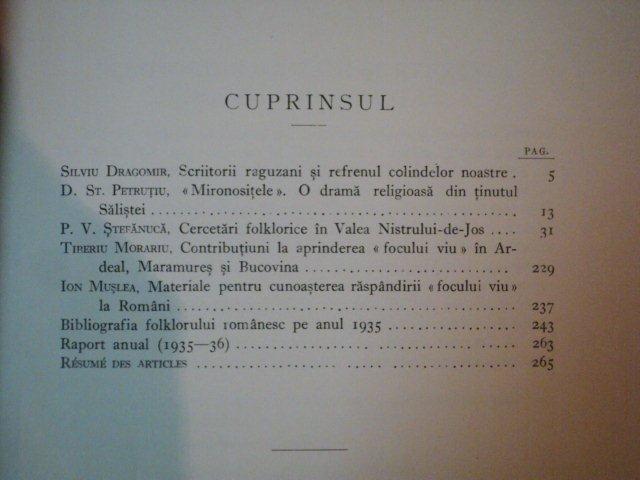 CUPRINSUL
PAG.
SILVIU DRAGOMIR, Scriitorii raguzani și refrenul colindelor noastre . 5
D. ST. PETRUȚIU, « Mironosițele ». O dramă religioasă din ținutul
Săliștei . . . . . . . . . . . . . . . . . . . . . . . . . . . . . . 13
P. V. ȘTEFĂNUCĂ, Cercetări folklorice în Valea Nistrului-de-Jos . . . . 31
TIBERIU MORARIU, Contribuțiuni la aprinderea « focului viu » în Ar-
deal, Maramureș și Bucovina . . . . . . . . . . . . . . . . . . . 229
ION MUȘLEA, Materiale pentru cunoașterea răspândirii « focului viu »
la Români . . . . . . . . . . . . . . . . . . . . . . . . . . . . 237
Bibliografia folklorului românesc pe anul 1935 . . . . . . . . . . . . 243
Raport anual (1935—36) . . . . . . . . . . . . . . . . . . . . . . 263
RÉSUMÉ DES ARTICLES . . . . . . . . . . . . . . . . . . . . . . . . 265